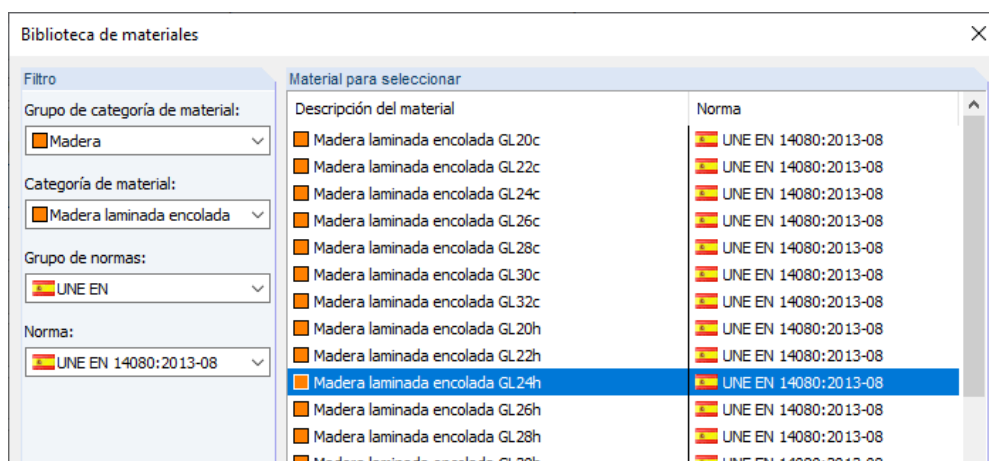 Biblioteca de materiales
Filtro
Grupo de categoría de material:
Madera
Categoría de material:
Madera laminada encolada
Grupo de normas:
UNE EN
Norma:
UNE EN 14080:2013-08
Material para seleccionar
Descripción del material Norma
Madera laminada encolada GL20c UNE EN 14080:2013-08
Madera laminada encolada GL22c UNE EN 14080:2013-08
Madera laminada encolada GL24c UNE EN 14080:2013-08
Madera laminada encolada GL26c UNE EN 14080:2013-08
Madera laminada encolada GL28c UNE EN 14080:2013-08
Madera laminada encolada GL30c UNE EN 14080:2013-08
Madera laminada encolada GL32c UNE EN 14080:2013-08
Madera laminada encolada GL20h UNE EN 14080:2013-08
Madera laminada encolada GL22h UNE EN 14080:2013-08
Madera laminada encolada GL24h UNE EN 14080:2013-08
Madera laminada encolada GL26h UNE EN 14080:2013-08
Madera laminada encolada GL28h UNE EN 14080:2013-08